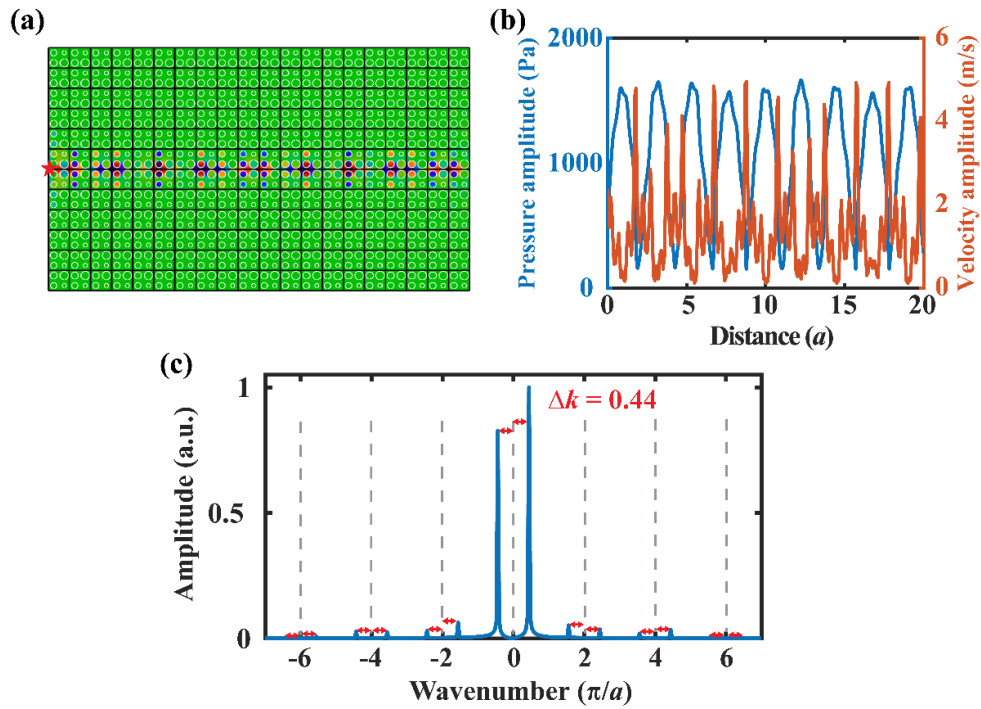 (a)
(b)
2000
1000
0
Pressure amplitude (Pa)
6
4
2
0
Velocity amplitude (m/s)
0 5 10 15 20
Distance (a)
(c)
1
0.5
0
Amplitude (a.u.)
Δk = 0.44
-6 -4 -2 0 2 4 6
Wavenumber (π/a)